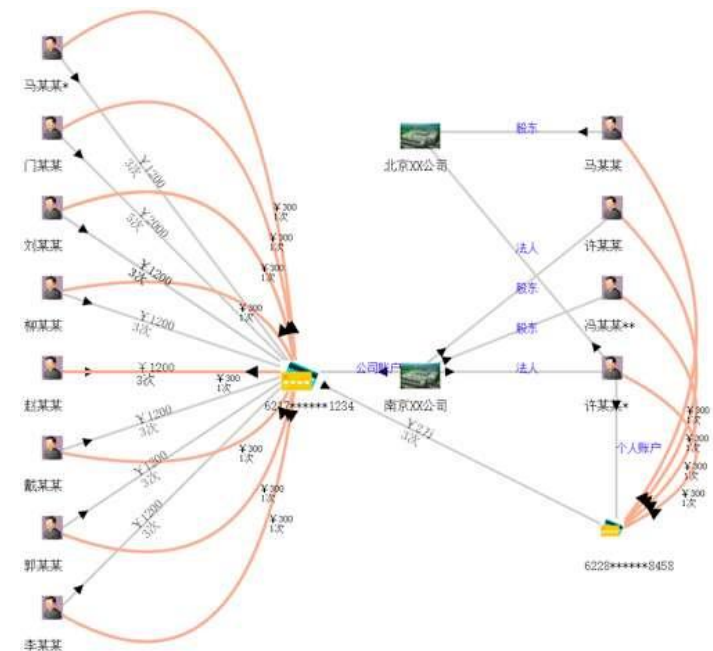 马某某*
门某某
刘某某
柳某某
赵某某
戴某某
郭某某
李某某
￥1200
3次
￥2000
5次
￥1200
3次
￥1200
3次
￥1200
3次
￥1200
3次
￥1200
3次
￥1200
3次
￥300
1次
￥300
1次
￥300
1次
￥300
1次
￥300
1次
￥300
1次
￥300
1次
￥300
1次
6217******1234
公司账户
北京XX公司
南京XX公司
股东
法人
股东
股东
法人
个人账户
￥2万
3次
马某某
许某某
冯某某**
许某某*
￥300
1次
￥300
1次
￥300
1次
￥300
1次
6228******8458